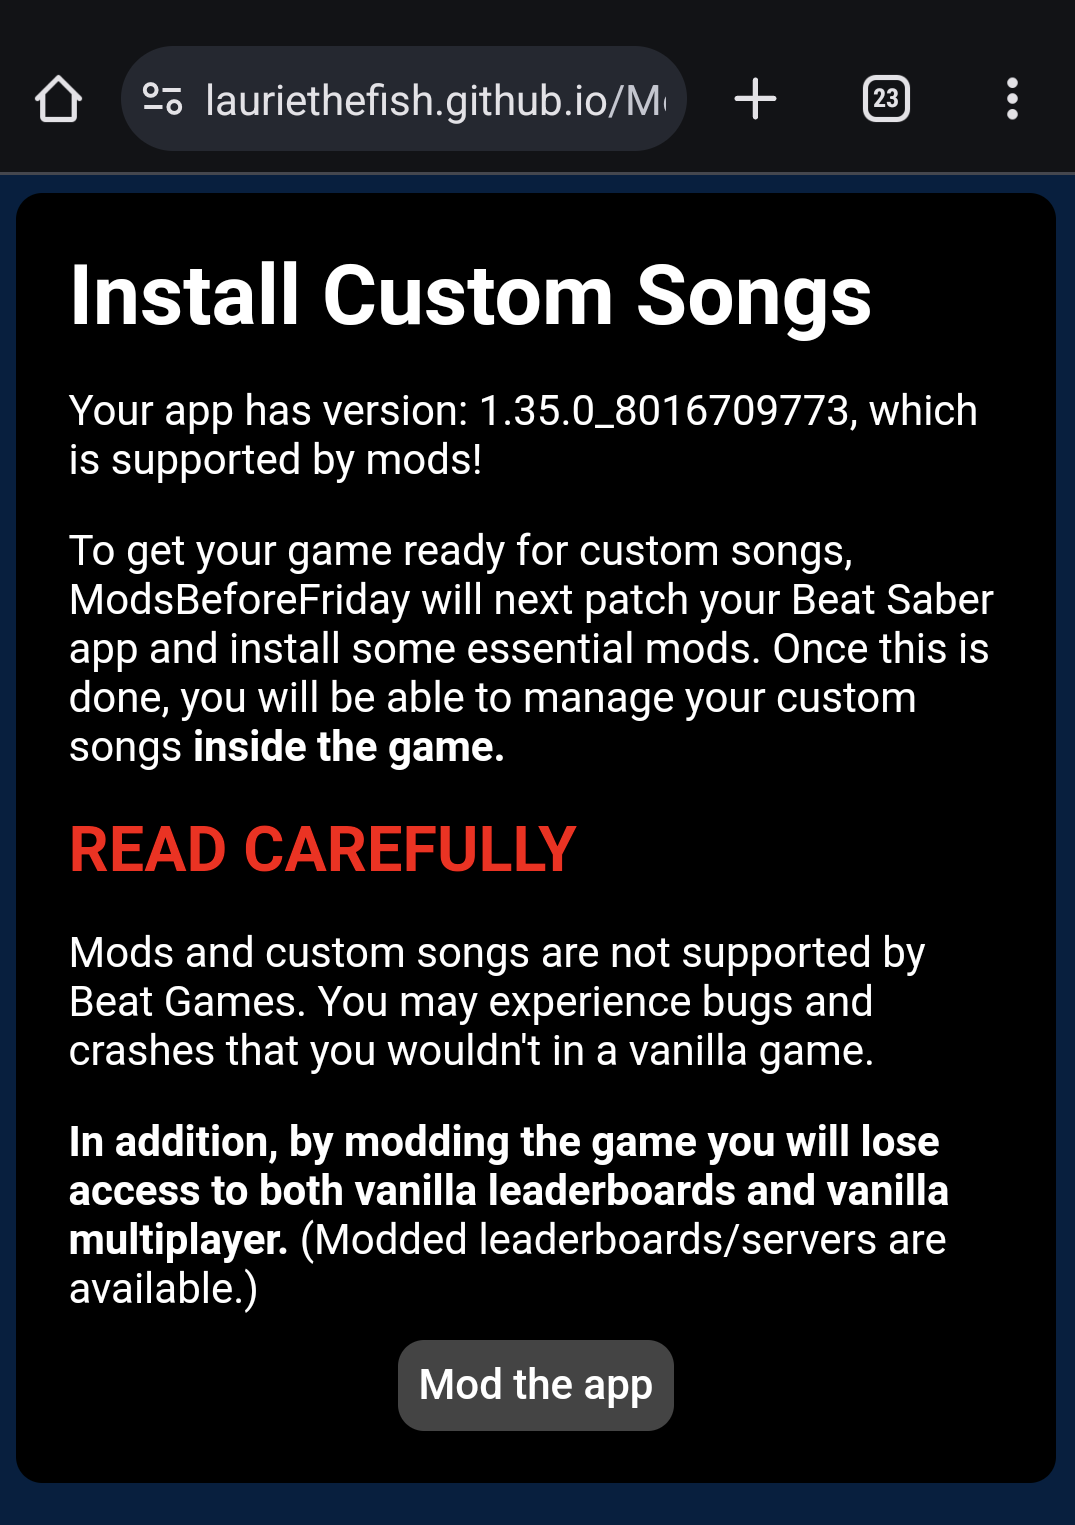 lauriethefish.github.io/M
23
Install Custom Songs
Your app has version: 1.35.0_8016709773, which
is supported by mods!
To get your game ready for custom songs,
ModsBeforeFriday will next patch your Beat Saber
app and install some essential mods. Once this is
done, you will be able to manage your custom
songs inside the game.
READ CAREFULLY
Mods and custom songs are not supported by
Beat Games. You may experience bugs and
crashes that you wouldn't in a vanilla game.
In addition, by modding the game you will lose
access to both vanilla leaderboards and vanilla
multiplayer. (Modded leaderboards/servers are
available.)
Mod the app